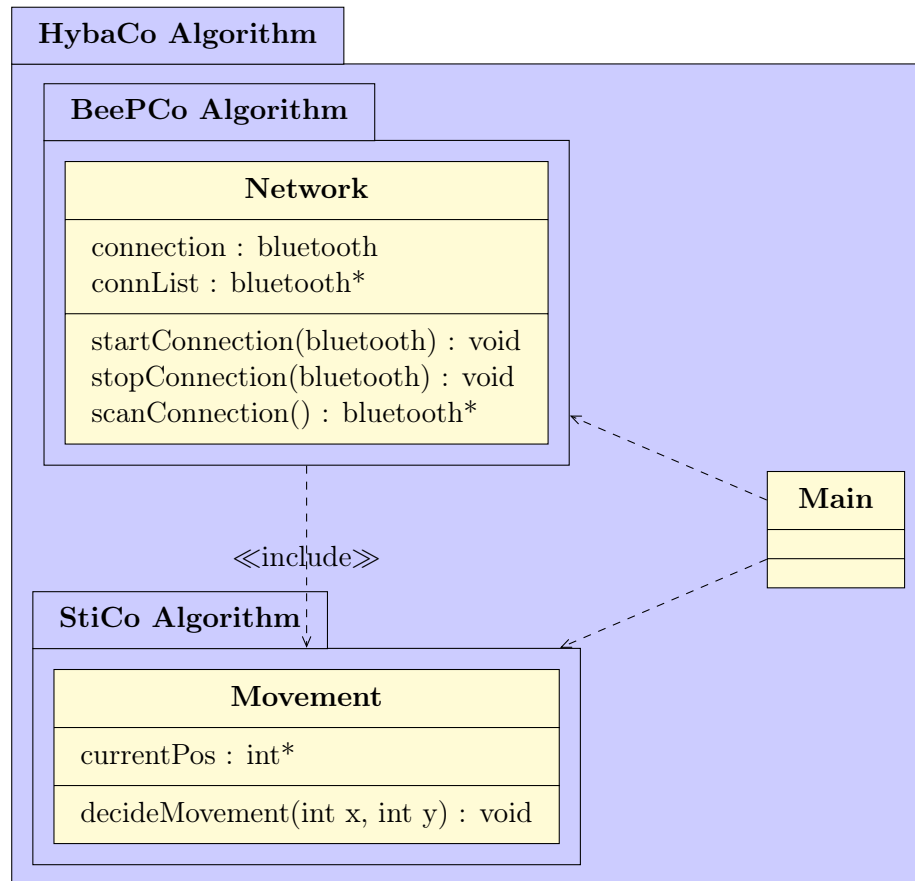 HybaCo Algorithm
BeePCo Algorithm
Network
connection : bluetooth
connList : bluetooth*
startConnection(bluetooth) : void
stopConnection(bluetooth) : void
scanConnection() : bluetooth*
Main
≪include≫
StiCo Algorithm
Movement
currentPos : int*
decideMovement(int x, int y) : void